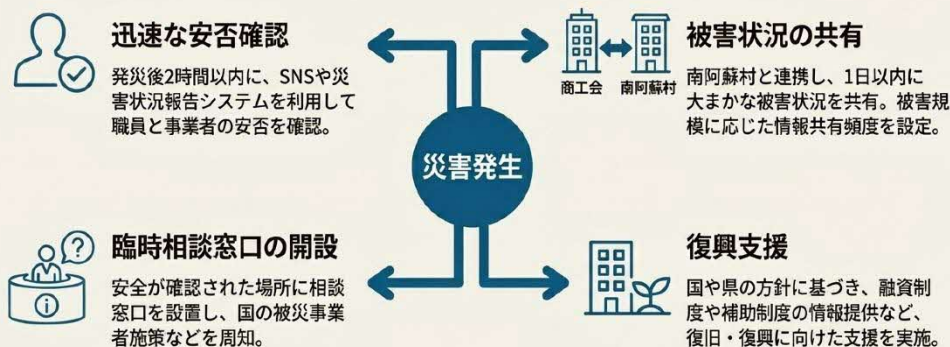 迅速な安否確認
発災後2時間以内に、SNSや災
害状況報告システムを利用して
職員と事業者の安否を確認。
商工会 南阿蘇村
被害状況の共有
南阿蘇村と連携し、1日以内に
大まかな被害状況を共有。被害規
模に応じた情報共有頻度を設定。
災害発生
?
i
臨時相談窓口の開設
安全が確認された場所に相談
窓口を設置し、国の被災事業
者施策などを周知。
復興支援
国や県の方針に基づき、融資制
度や補助制度の情報提供など、
復旧・復興に向けた支援を実施。